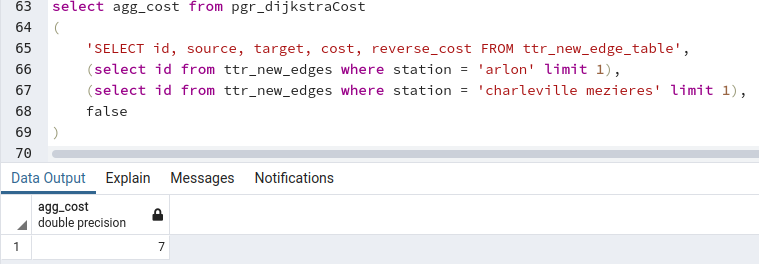 63 select agg_cost from pgr_dijkstraCost
64 (
65 'SELECT id, source, target, cost, reverse_cost FROM ttr_new_edge_table',
66 (select id from ttr_new_edges where station = 'arlon' limit 1),
67 (select id from ttr_new_edges where station = 'charleville mezieres' limit 1),
68 false
69 )
70
Data Output Explain Messages Notifications
agg_cost
double precision
1 7